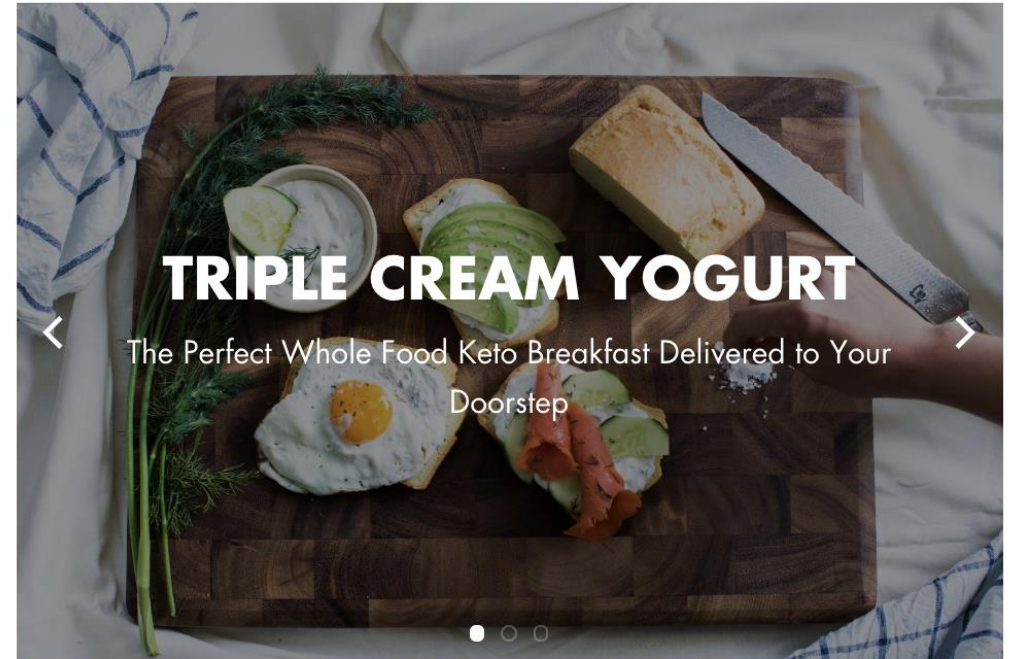 TRIPLE CREAM YOGURT
The Perfect Whole Food Keto Breakfast Delivered to Your
Doorstep